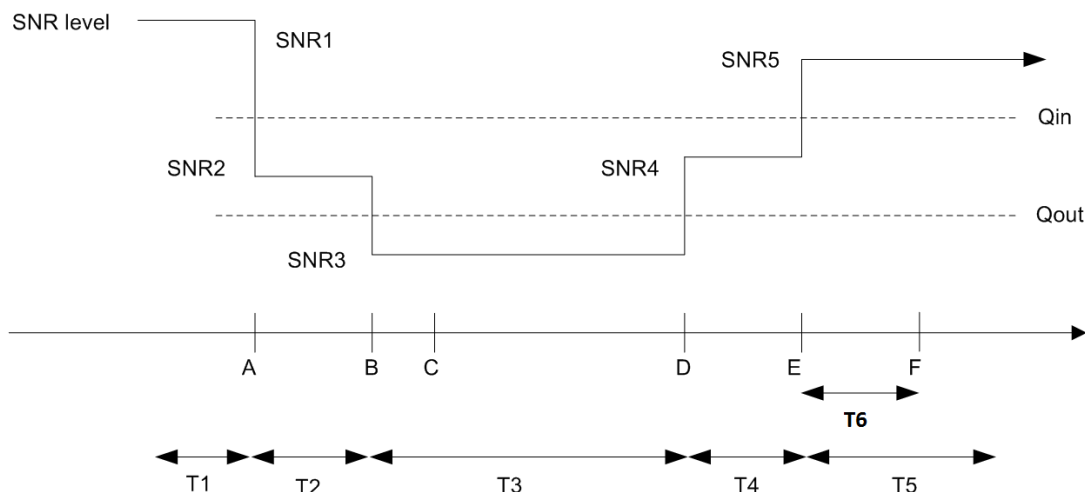 SNR level
SNR1
SNR5
Qin
SNR2
SNR4
Qout
SNR3
A B C D E F
T6
T1 T2 T3 T4 T5